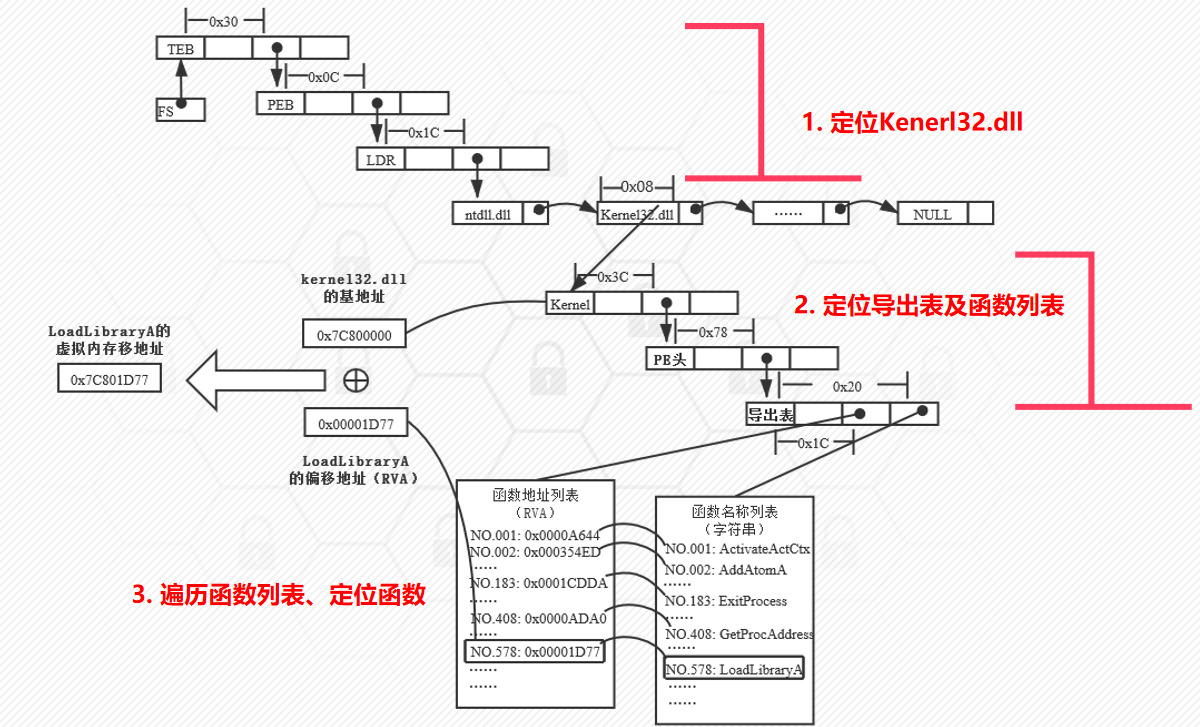 0x30
TEB
FS
0x0C
PEB
0x1C
LDR
1. 定位Kenerl32.dll
0x08
ntdll.dll
Kernel32.dll
······
NULL
0x3C
Kernel
2. 定位导出表及函数列表
0x78
PE头
0x20
导出表
0x1C
kernel32.dll
的基地址
0x7C800000
LoadLibraryA的
虚拟内存移地址
0x7C801D77
0x00001D77
LoadLibraryA
的偏移地址（RVA）
3. 遍历函数列表、定位函数
函数地址列表
（RVA）
NO.001: 0x0000A644
NO.002: 0x000354ED
······
NO.183: 0x0001CDDA
······
NO.408: 0x0000ADA0
······
NO.578: 0x00001D77
······
······
函数名称列表
（字符串）
NO.001: ActivateActCtx
NO.002: AddAtomA
······
NO.183: ExitProcess
······
NO.408: GetProcAddress
······
NO.578: LoadLibraryA
······
······